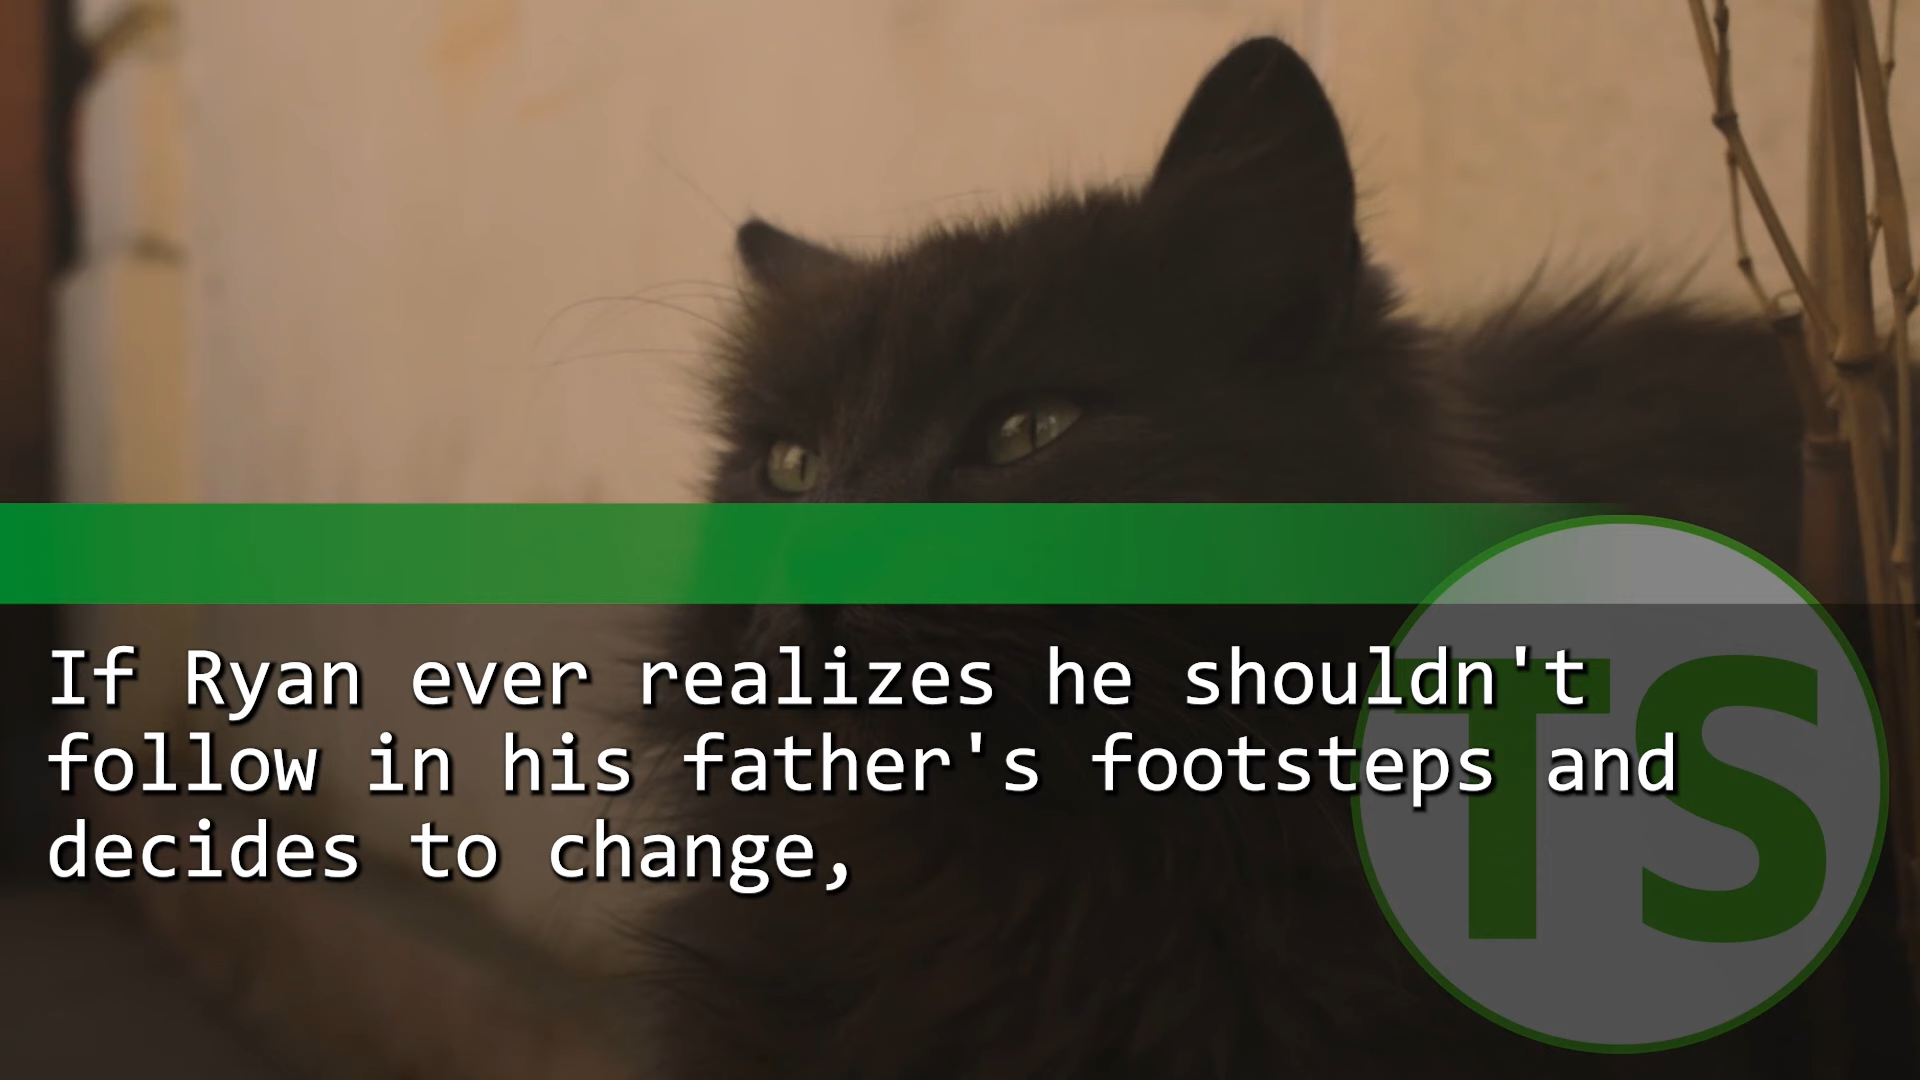 If Ryan ever realizes he shouldn't
follow in his father's footsteps and
decides to change,
TS